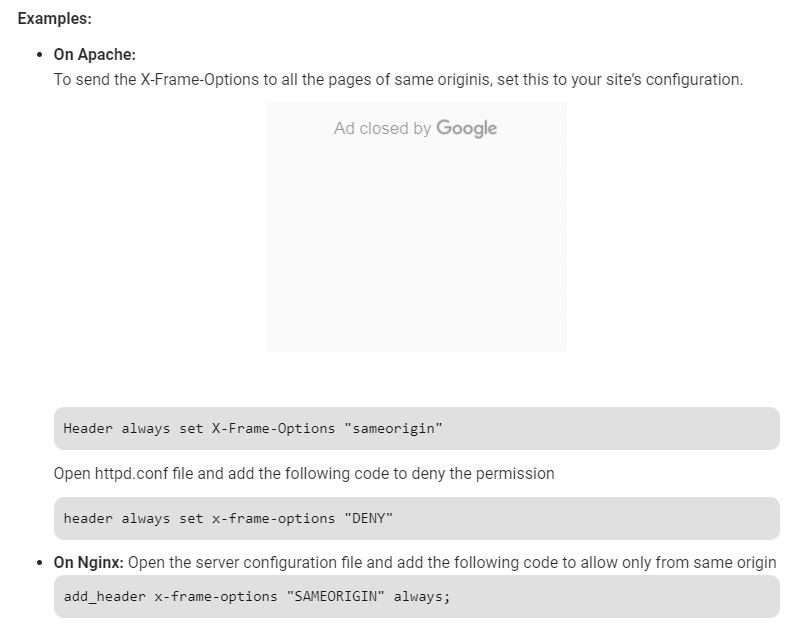 Examples:
• On Apache:
To send the X-Frame-Options to all the pages of same originis, set this to your site's configuration.
Ad closed by Google
Header always set X-Frame-Options "sameorigin"
Open httpd.conf file and add the following code to deny the permission
header always set x-frame-options "DENY"
• On Nginx: Open the server configuration file and add the following code to allow only from same origin
add_header x-frame-options "SAMEORIGIN" always;